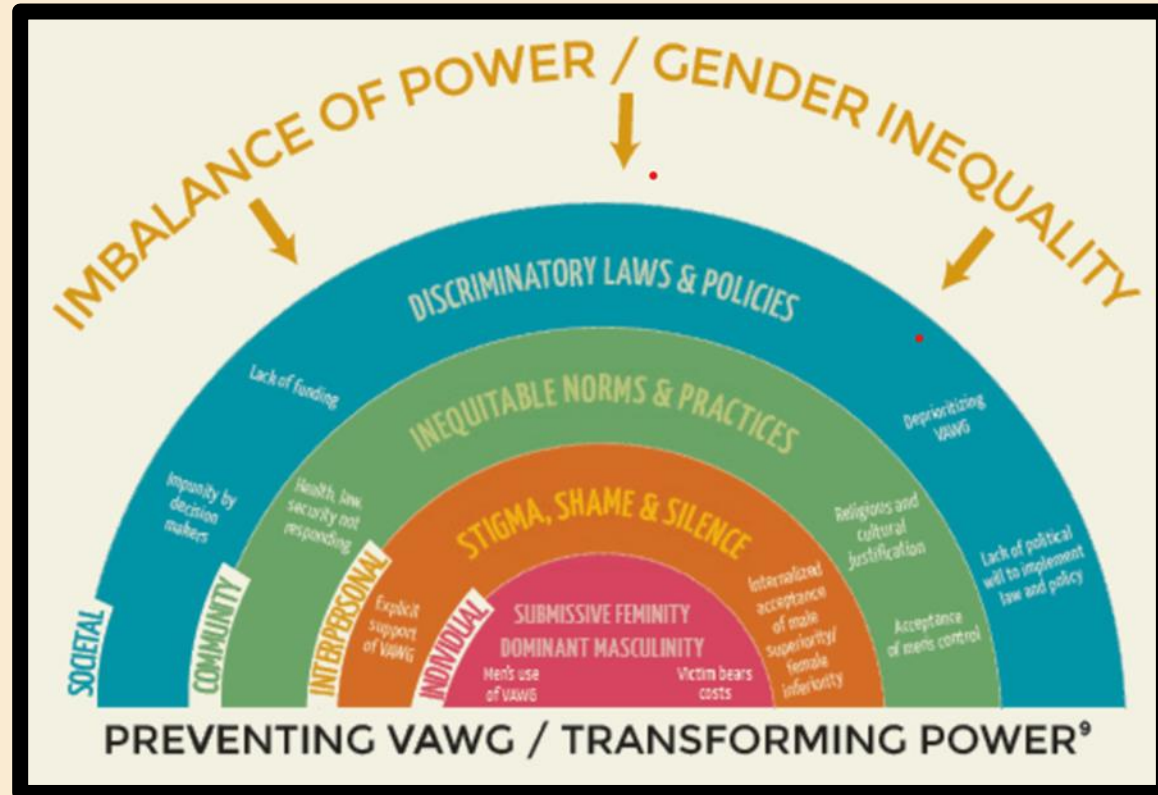 IMBALANCE OF POWER / GENDER INEQUALITY
DISCRIMINATORY LAWS & POLICIES
Lack of funding
Impunity by
decision
makers
Deprioritizing
VAWG
Lack of political
will to implement
law and policy
SOCIETAL
INEQUITABLE NORMS & PRACTICES
Health, law,
security not
responding
Religious and
cultural
justification
Acceptance
of men's control
COMMUNITY
STIGMA, SHAME & SILENCE
Explicit
support
of VAWG
Internalized
acceptance
of male
superiority/
female
inferiority
INTERPERSONAL
SUBMISSIVE FEMINITY
DOMINANT MASCULINITY
Men's use
of VAWG
Victim bears
costs
INDIVIDUAL
PREVENTING VAWG / TRANSFORMING POWER⁹